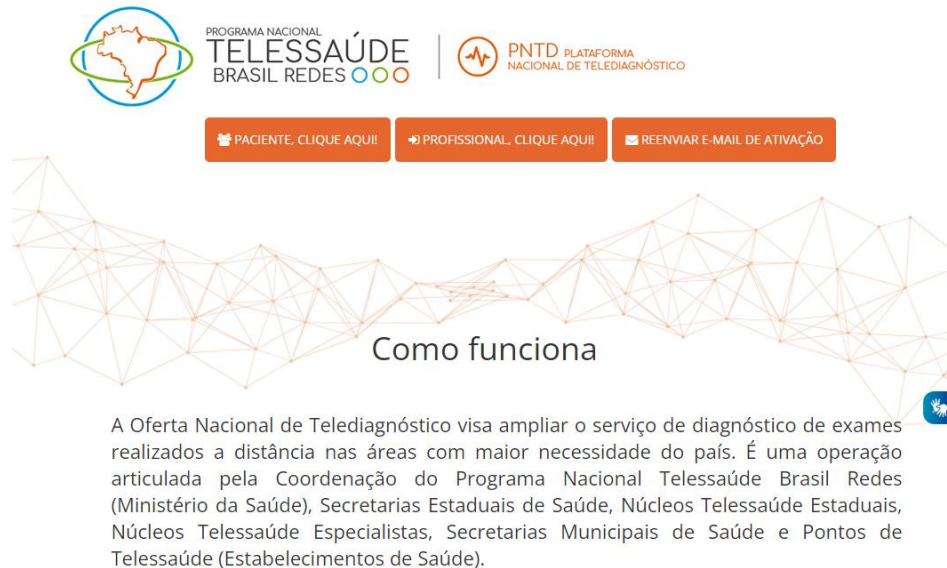 PROGRAMA NACIONAL
TELESSAÚDE
BRASIL REDES
PNTD PLATAFORMA
NACIONAL DE TELEDIAGNÓSTICO
PACIENTE, CLIQUE AQUI!
PROFISSIONAL, CLIQUE AQUI!
REENVIAR E-MAIL DE ATIVAÇÃO
Como funciona
A Oferta Nacional de Telediagnóstico visa ampliar o serviço de diagnóstico de exames
realizados a distância nas áreas com maior necessidade do país. É uma operação
articulada pela Coordenação do Programa Nacional Telessaúde Brasil Redes
(Ministério da Saúde), Secretarias Estaduais de Saúde, Núcleos Telessaúde Estaduais,
Núcleos Telessaúde Especialistas, Secretarias Municipais de Saúde e Pontos de
Telessaúde (Estabelecimentos de Saúde).